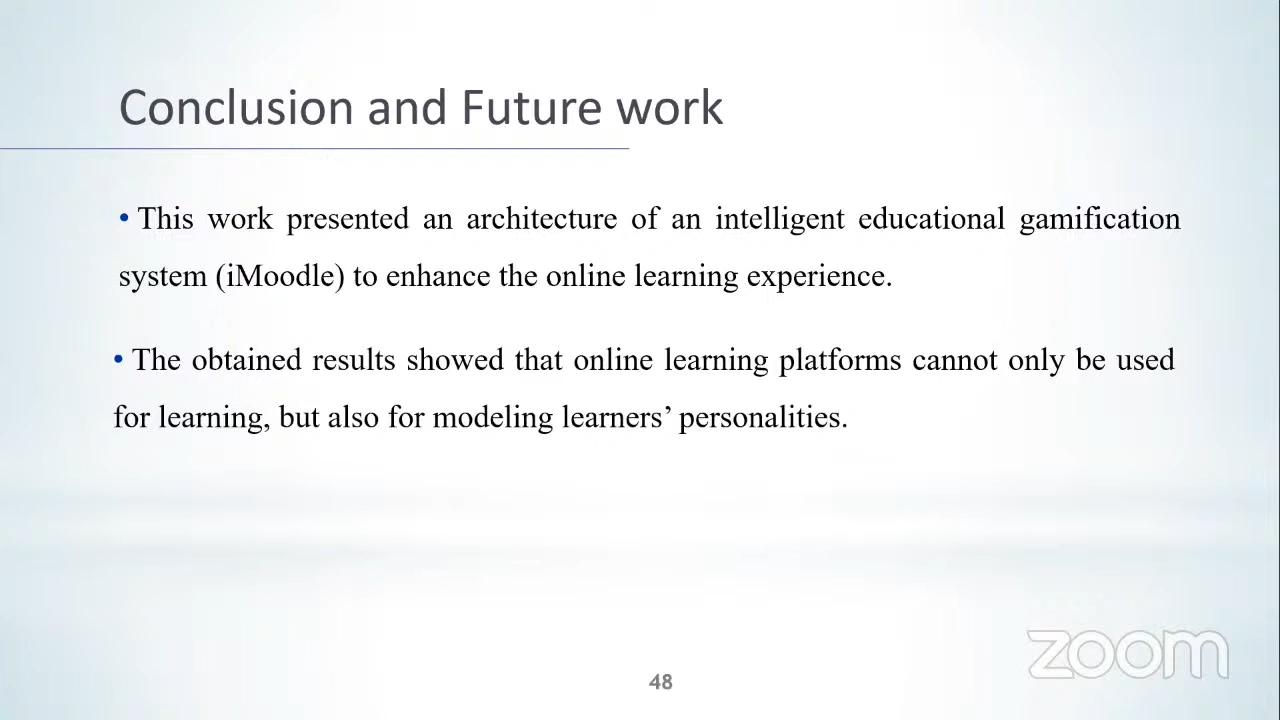 Conclusion and Future work
• This work presented an architecture of an intelligent educational gamification
system (iMoodle) to enhance the online learning experience.
• The obtained results showed that online learning platforms cannot only be used
for learning, but also for modeling learners’ personalities.
zoom
48